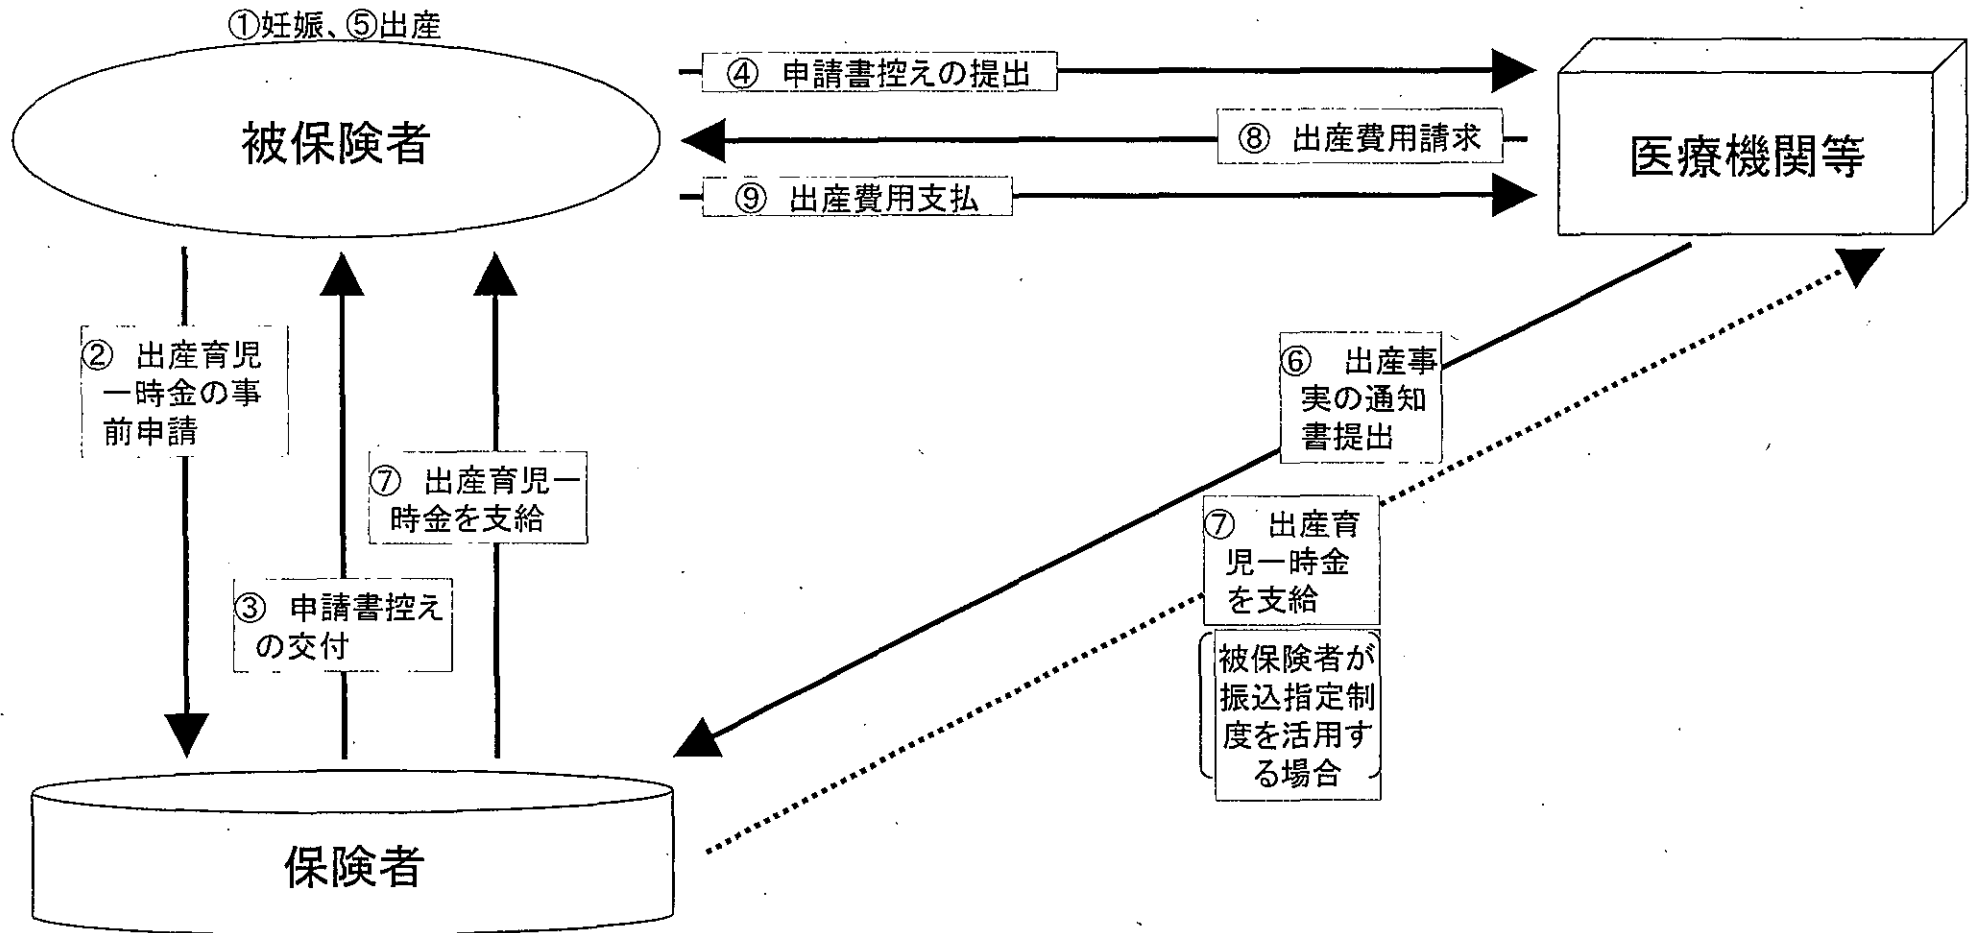 ①妊娠、⑤出産
被保険者
④ 申請書控えの提出
⑧ 出産費用請求
⑨ 出産費用支払
医療機関等
② 出産育児
一時金の事
前申請
③ 申請書控え
の交付
⑦ 出産育児一
時金を支給
⑥ 出産事
実の通知
書提出
⑦ 出産育
児一時金
を支給
被保険者が
振込指定制
度を活用す
る場合
保険者